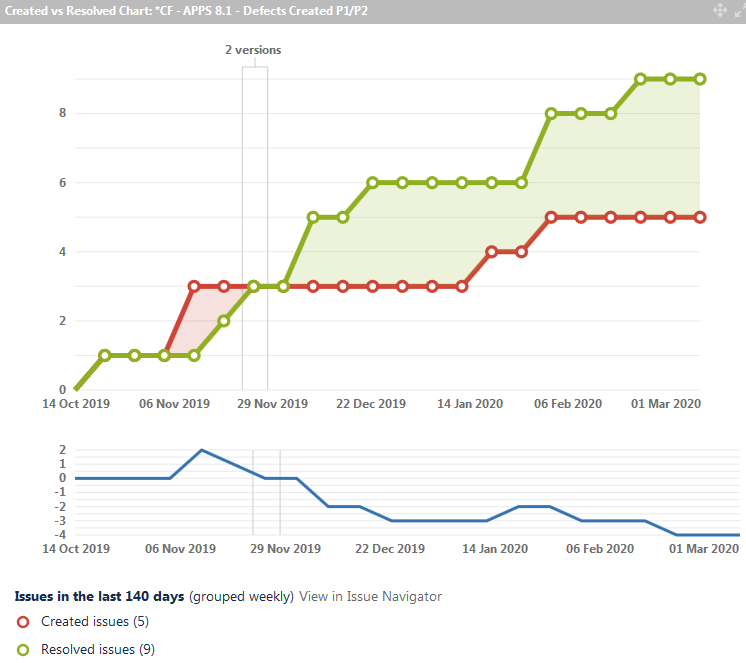 Created vs Resolved Chart: *CF - APPS 8.1 - Defects Created P1/P2
2 versions
8
6
4
2
0
14 Oct 2019 06 Nov 2019 29 Nov 2019 22 Dec 2019 14 Jan 2020 06 Feb 2020 01 Mar 2020
2
1
0
-1
-2
-3
-4
14 Oct 2019 06 Nov 2019 29 Nov 2019 22 Dec 2019 14 Jan 2020 06 Feb 2020 01 Mar 2020
Issues in the last 140 days (grouped weekly) View in Issue Navigator
Created issues (5)
Resolved issues (9)